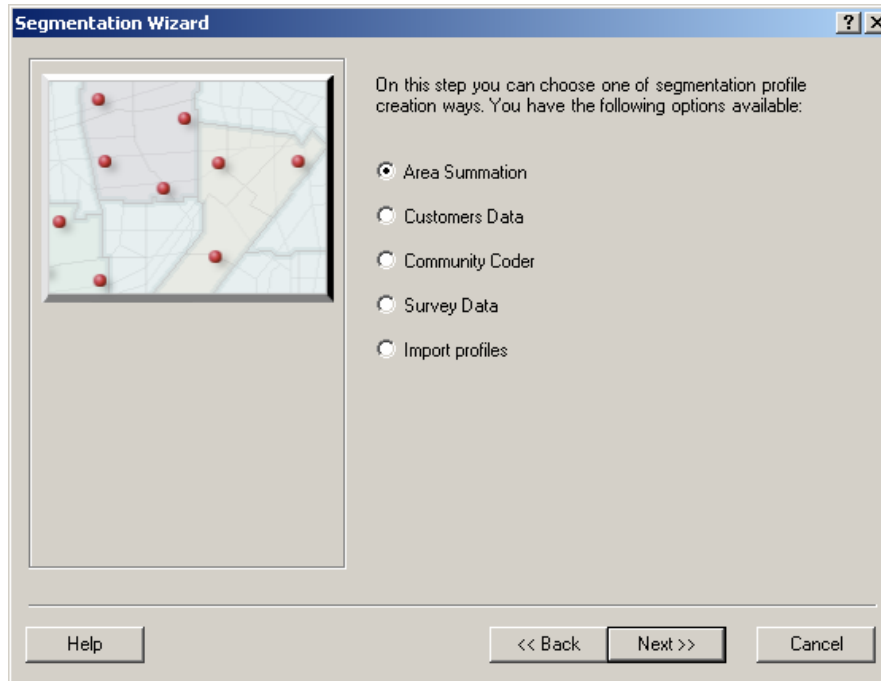 Segmentation Wizard
On this step you can choose one of segmentation profile
creation ways. You have the following options available:
Area Summation
Customers Data
Community Coder
Survey Data
Import profiles
Help
<< Back
Next >>
Cancel